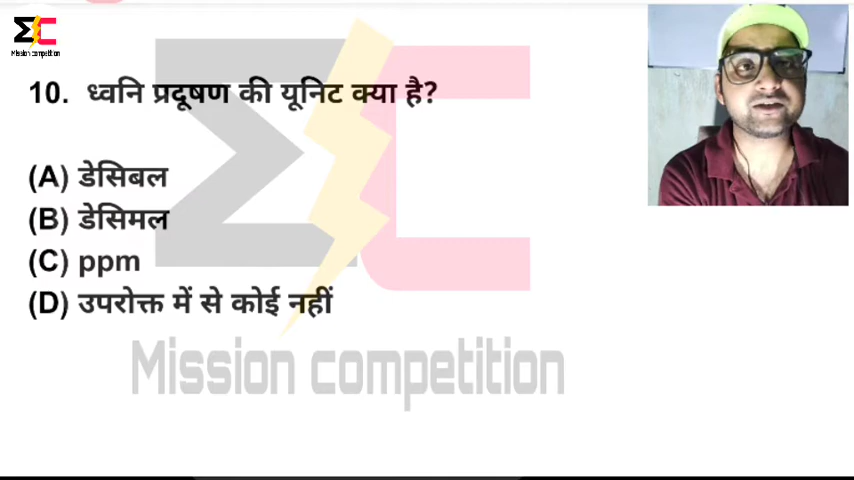 Mission competition
10. ध्वनि प्रदूषण की यूनिट क्या है?
(A) डेसिबल
(B) डेसिमल
(C) ppm
(D) उपरोक्त में से कोई नहीं
Mission competition